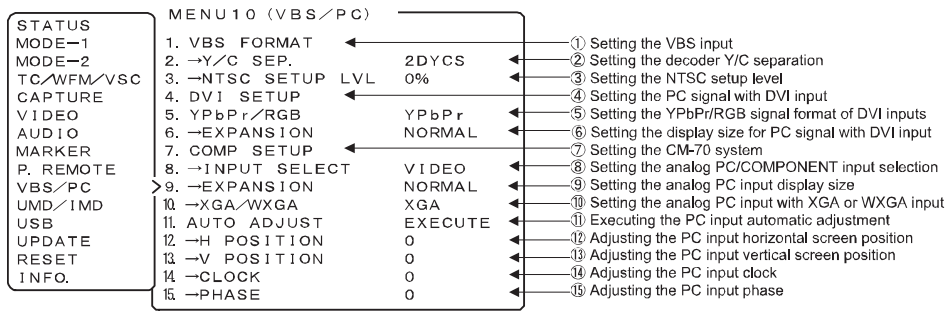 STATUS
MODE−1
MODE−2
TC/WFM/VSC
CAPTURE
VIDEO
AUDIO
MARKER
P. REMOTE
VBS/PC
UMD/IMD
USB
UPDATE
RESET
INFO.
MENU10 (VBS/PC)
1. VBS FORMAT
2. →Y/C SEP. 2DYCS
3. →NTSC SETUP LVL 0%
4. DVI SETUP
5. YPbPr/RGB YPbPr
6. →EXPANSION NORMAL
7. COMP SETUP
8. →INPUT SELECT VIDEO
9. →EXPANSION NORMAL
10. →XGA/WXGA XGA
11. AUTO ADJUST EXECUTE
12. →H POSITION 0
13. →V POSITION 0
14. →CLOCK 0
15. →PHASE 0
① Setting the VBS input
② Setting the decoder Y/C separation
③ Setting the NTSC setup level
④ Setting the PC signal with DVI input
⑤ Setting the YPbPr/RGB signal format of DVI inputs
⑥ Setting the display size for PC signal with DVI input
⑦ Setting the CM-70 system
⑧ Setting the analog PC/COMPONENT input selection
⑨ Setting the analog PC input display size
⑩ Setting the analog PC input with XGA or WXGA input
⑪ Executing the PC input automatic adjustment
⑫ Adjusting the PC input horizontal screen position
⑬ Adjusting the PC input vertical screen position
⑭ Adjusting the PC input clock
⑮ Adjusting the PC input phase